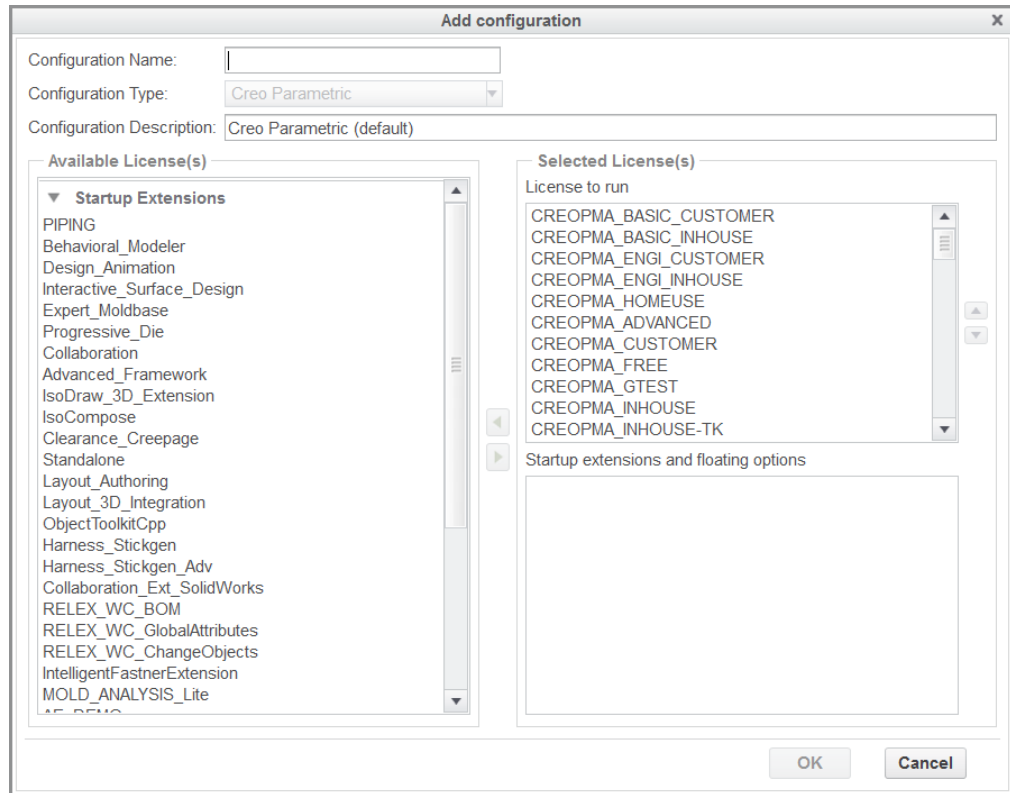 Add configuration
Configuration Name:
Configuration Type: Creo Parametric
Configuration Description: Creo Parametric (default)
Available License(s)
Startup Extensions
PIPING
Behavioral_Modeler
Design_Animation
Interactive_Surface_Design
Expert_Moldbase
Progressive_Die
Collaboration
Advanced_Framework
IsoDraw_3D_Extension
IsoCompose
Clearance_Creepage
Standalone
Layout_Authoring
Layout_3D_Integration
ObjectToolkitCpp
Harness_Stickgen
Harness_Stickgen_Adv
Collaboration_Ext_SolidWorks
RELEX_WC_BOM
RELEX_WC_GlobalAttributes
RELEX_WC_ChangeObjects
IntelligentFastnerExtension
MOLD_ANALYSIS_Lite
Selected License(s)
License to run
CREOPMA_BASIC_CUSTOMER
CREOPMA_BASIC_INHOUSE
CREOPMA_ENGI_CUSTOMER
CREOPMA_ENGI_INHOUSE
CREOPMA_HOMEUSE
CREOPMA_ADVANCED
CREOPMA_CUSTOMER
CREOPMA_FREE
CREOPMA_GTEST
CREOPMA_INHOUSE
CREOPMA_INHOUSE-TK
Startup extensions and floating options
OK
Cancel